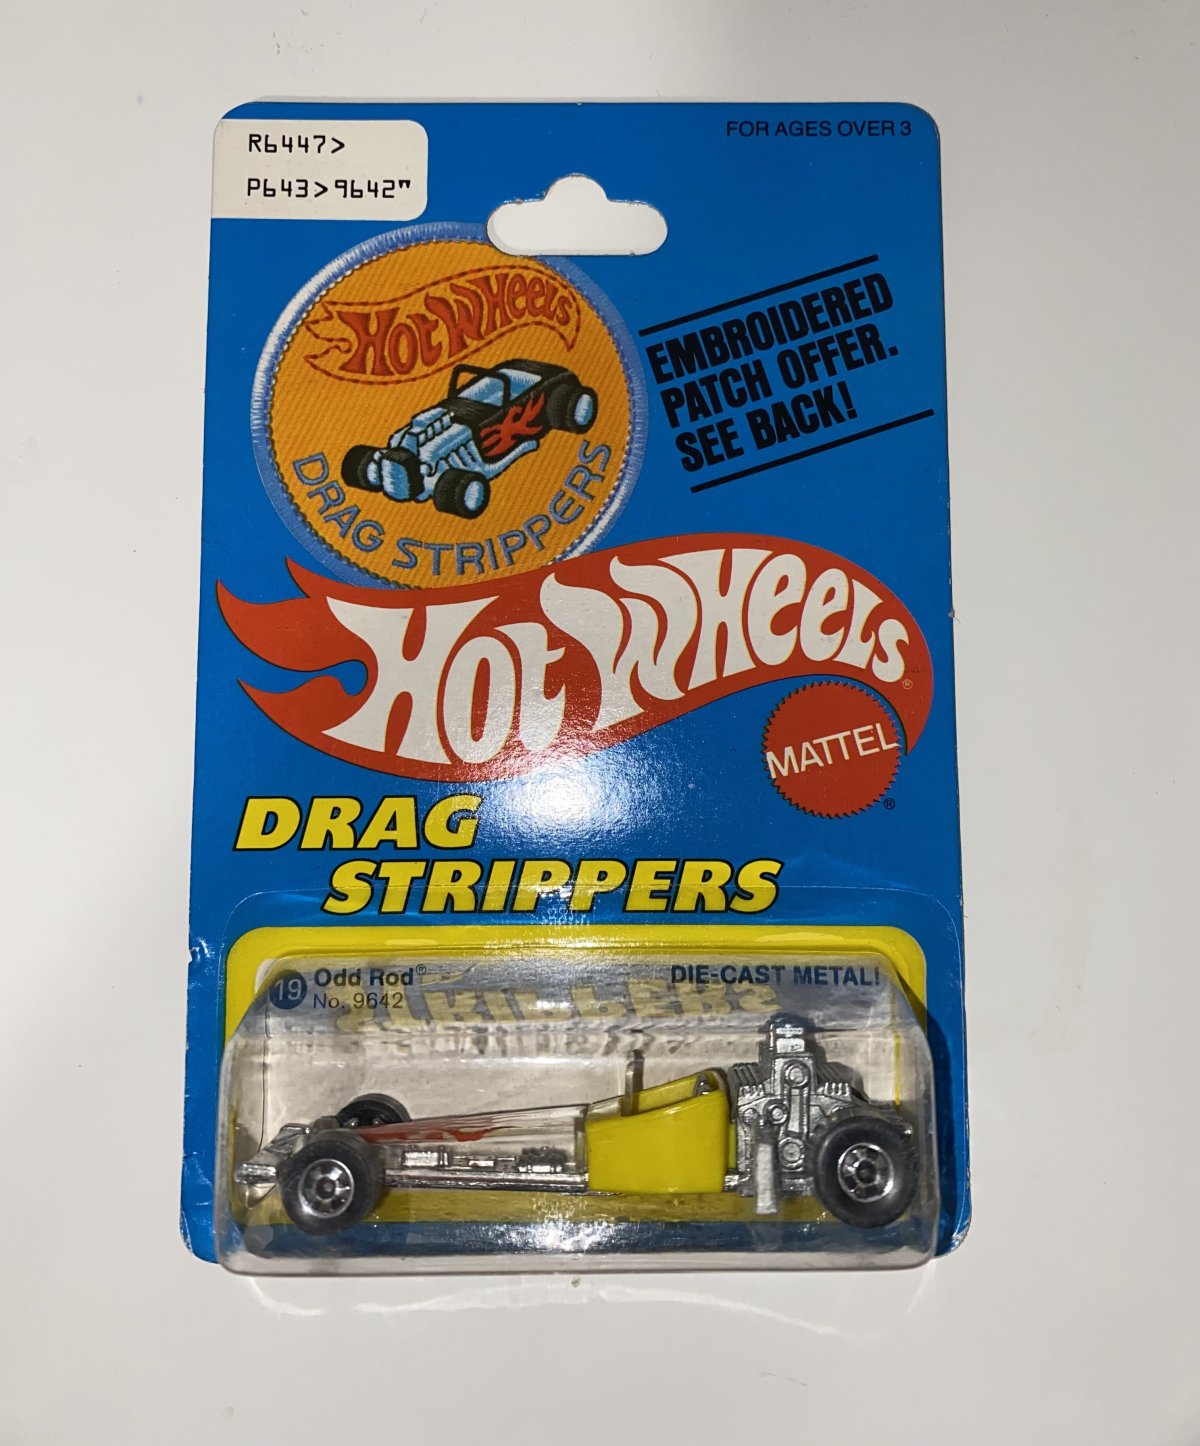 R6447>
P643>9642"
FOR AGES OVER 3
HOT WHEELS
DRAG STRIPPERS
EMBROIDERED
PATCH OFFER.
SEE BACK!
HOT WHEELS®
MATTEL®
DRAG
STRIPPERS
19 Odd Rod®
No. 9642
DIE-CAST METAL!